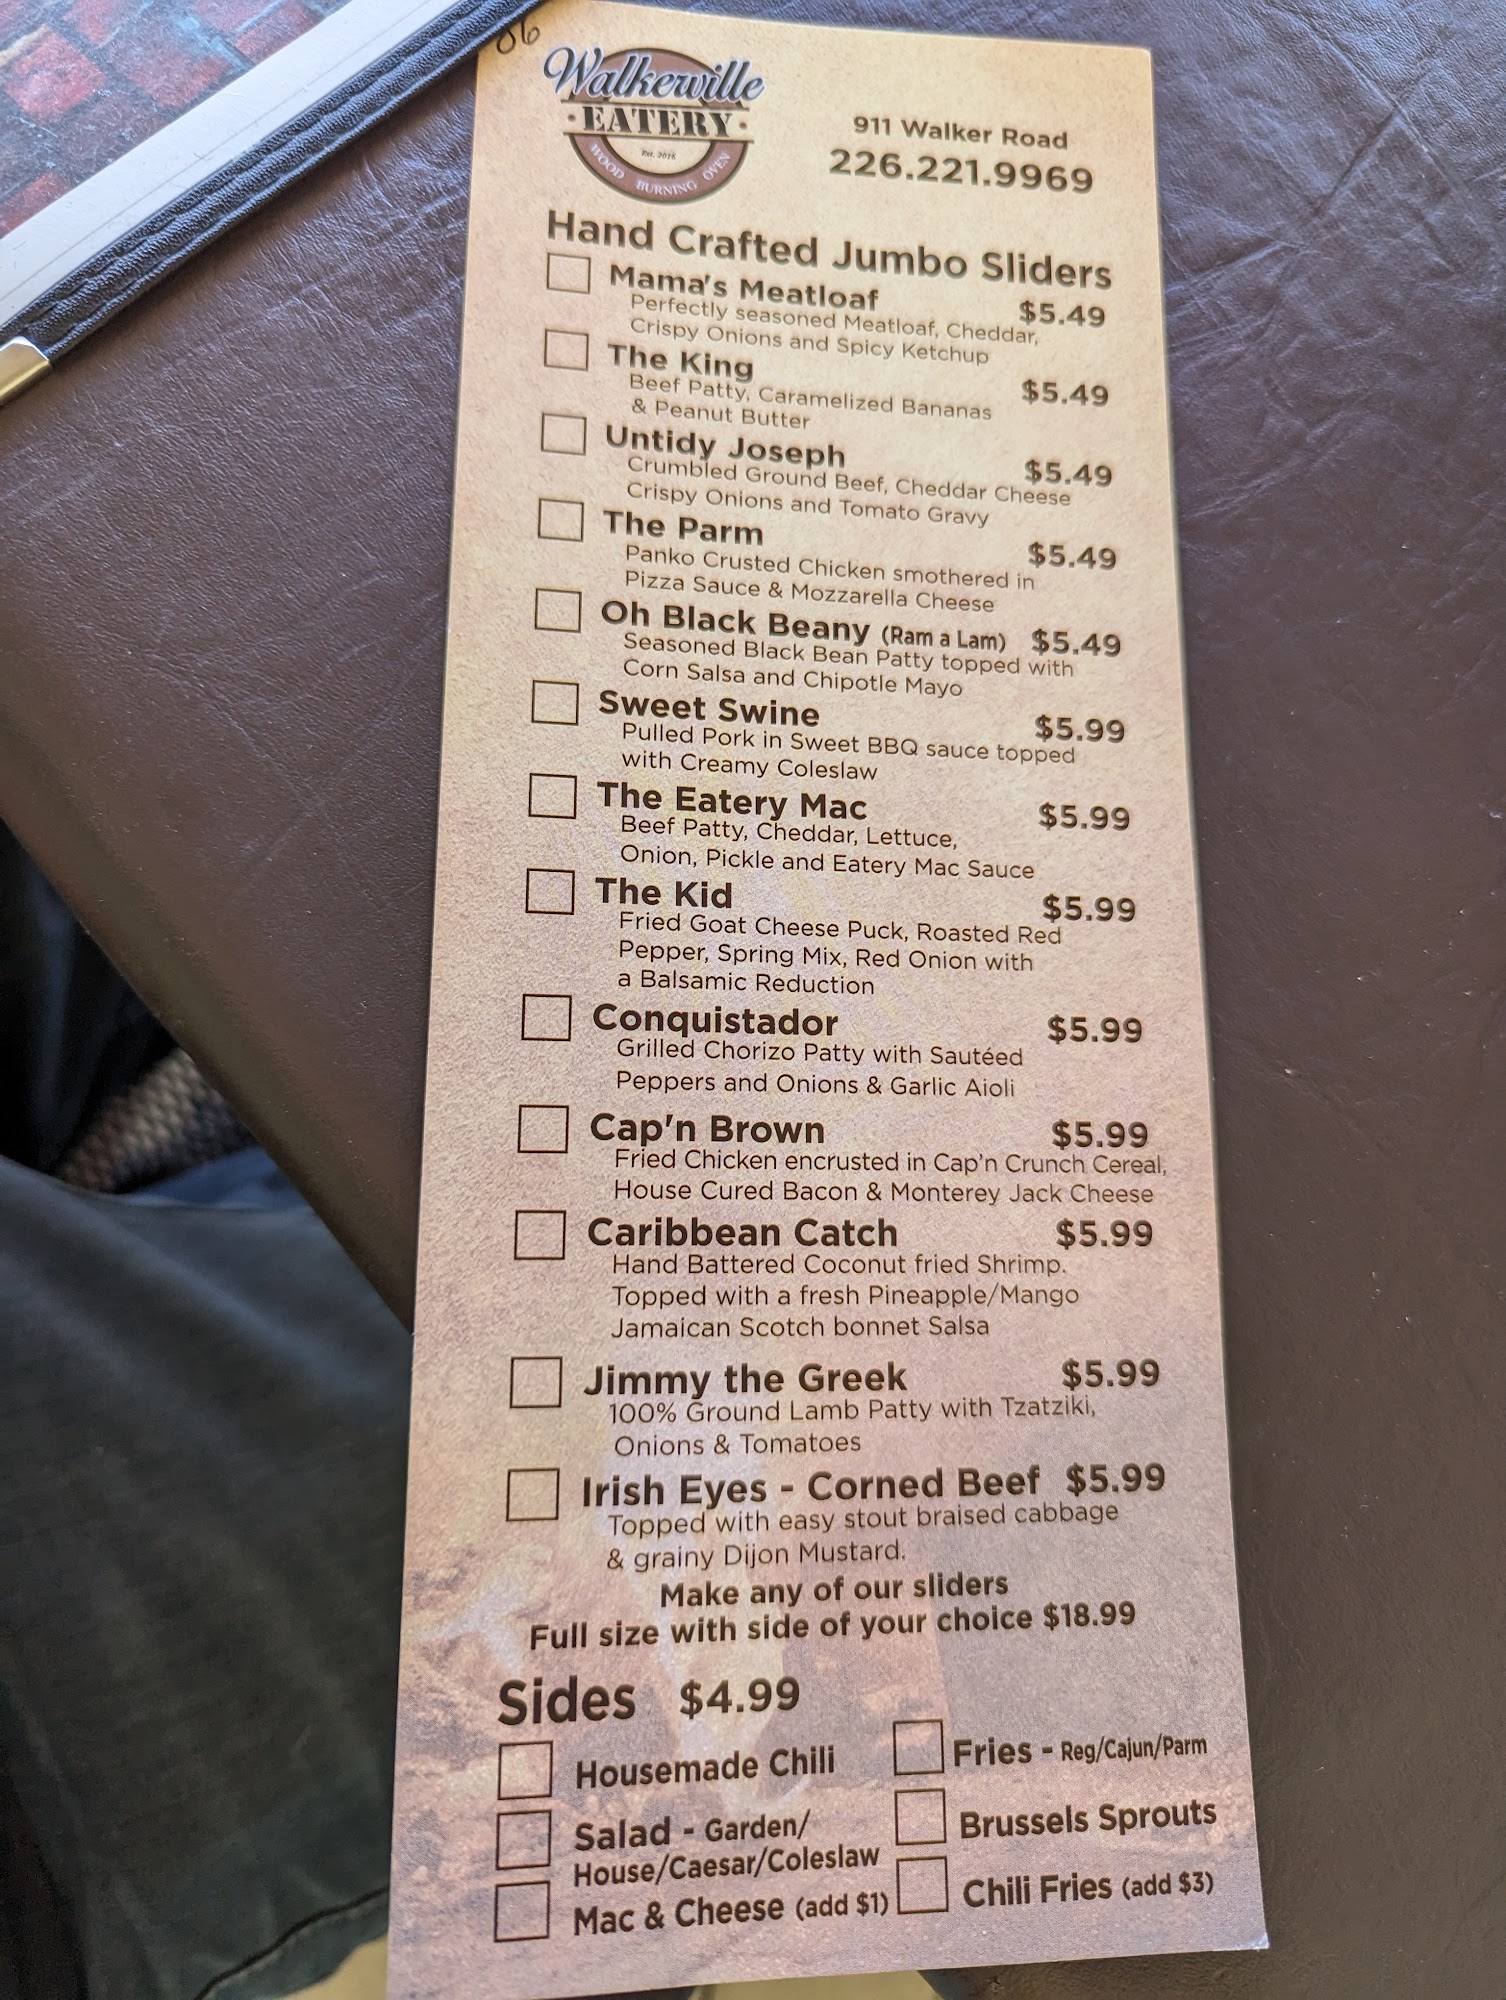 06
Walkerville
·EATERY·
Est. 2016
WOOD BURNING OVEN
911 Walker Road
226.221.9969
Hand Crafted Jumbo Sliders
Mama's Meatloaf $5.49
Perfectly seasoned Meatloaf, Cheddar,
Crispy Onions and Spicy Ketchup
The King $5.49
Beef Patty, Caramelized Bananas
& Peanut Butter
Untidy Joseph $5.49
Crumbled Ground Beef, Cheddar Cheese
Crispy Onions and Tomato Gravy
The Parm $5.49
Panko Crusted Chicken smothered in
Pizza Sauce & Mozzarella Cheese
Oh Black Beany (Ram a Lam) $5.49
Seasoned Black Bean Patty topped with
Corn Salsa and Chipotle Mayo
Sweet Swine $5.99
Pulled Pork in Sweet BBQ sauce topped
with Creamy Coleslaw
The Eatery Mac $5.99
Beef Patty, Cheddar, Lettuce,
Onion, Pickle and Eatery Mac Sauce
The Kid $5.99
Fried Goat Cheese Puck, Roasted Red
Pepper, Spring Mix, Red Onion with
a Balsamic Reduction
Conquistador $5.99
Grilled Chorizo Patty with Sautéed
Peppers and Onions & Garlic Aioli
Cap'n Brown $5.99
Fried Chicken encrusted in Cap'n Crunch Cereal,
House Cured Bacon & Monterey Jack Cheese
Caribbean Catch $5.99
Hand Battered Coconut fried Shrimp.
Topped with a fresh Pineapple/Mango
Jamaican Scotch bonnet Salsa
Jimmy the Greek $5.99
100% Ground Lamb Patty with Tzatziki,
Onions & Tomatoes
Irish Eyes - Corned Beef $5.99
Topped with easy stout braised cabbage
& grainy Dijon Mustard.
Make any of our sliders
Full size with side of your choice $18.99
Sides $4.99
Housemade Chili
Salad - Garden/
House/Caesar/Coleslaw
Mac & Cheese (add $1)
Fries - Reg/Cajun/Parm
Brussels Sprouts
Chili Fries (add $3)